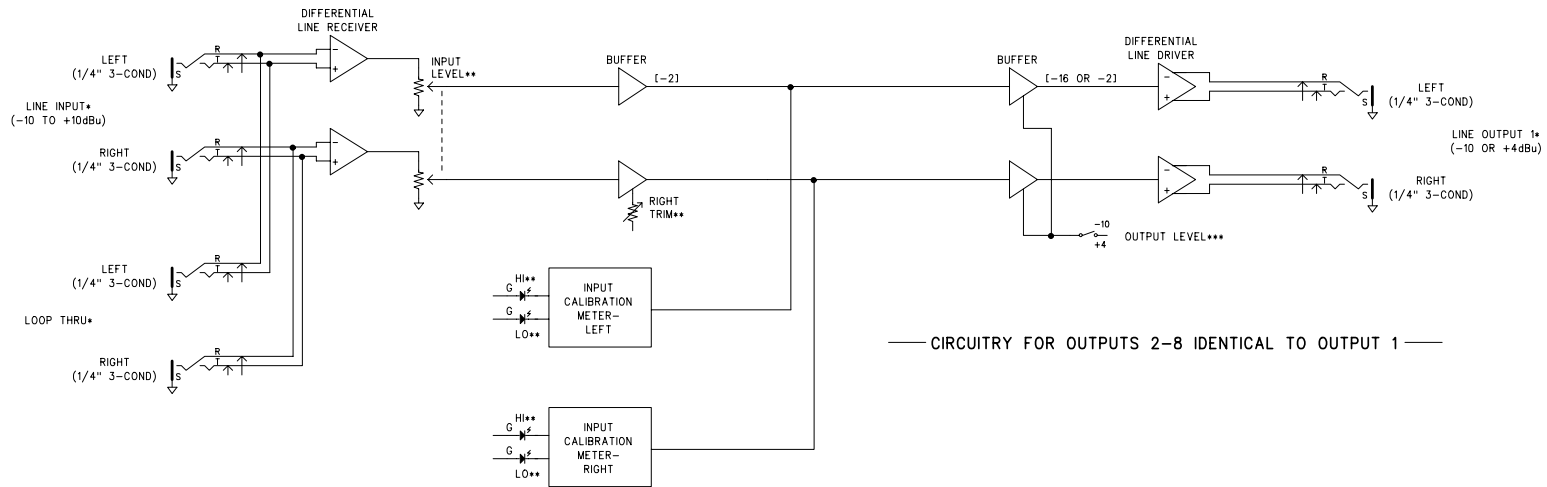 DIFFERENTIAL
LINE RECEIVER
LEFT
(1/4" 3-COND)
R
T
S
-
+
INPUT
LEVEL**
BUFFER
[-2]
BUFFER
[-16 OR -2]
DIFFERENTIAL
LINE DRIVER
-
+
R
T
S
LEFT
(1/4" 3-COND)
LINE INPUT*
(-10 TO +10dBu)
LINE OUTPUT 1*
(-10 OR +4dBu)
RIGHT
(1/4" 3-COND)
R
T
S
-
+
RIGHT
TRIM**
-
+
R
T
S
RIGHT
(1/4" 3-COND)
-10
+4
OUTPUT LEVEL***
LEFT
(1/4" 3-COND)
R
T
S
LOOP THRU*
RIGHT
(1/4" 3-COND)
R
T
S
HI**
G
G
LO**
INPUT
CALIBRATION
METER-
LEFT
CIRCUITRY FOR OUTPUTS 2-8 IDENTICAL TO OUTPUT 1
HI**
G
G
LO**
INPUT
CALIBRATION
METER-
RIGHT